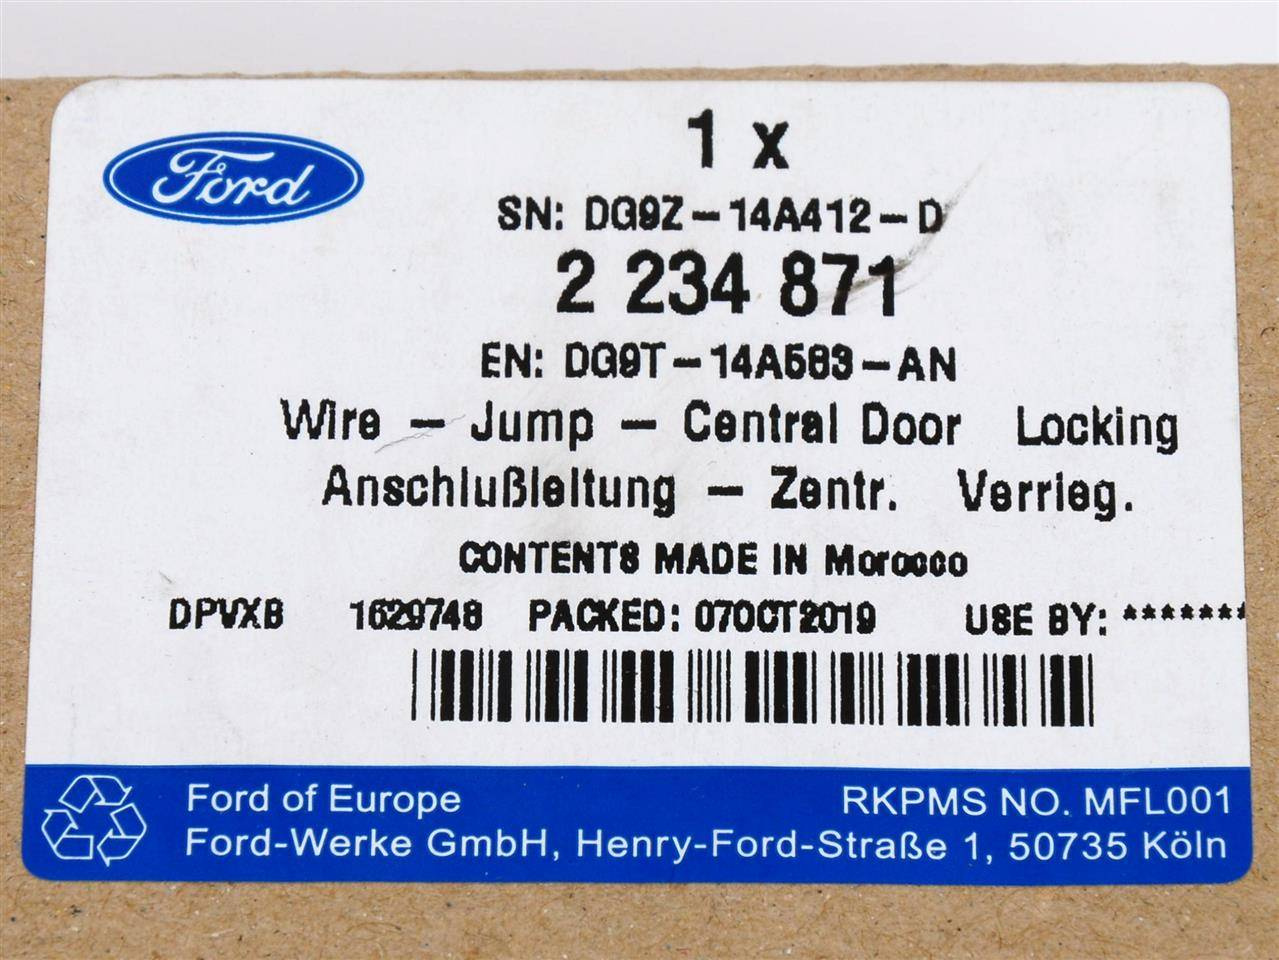 Ford
1 x
SN: DG9Z-14A412-D
2 234 871
EN: DG9T-14A583-AN
Wire - Jump - Central Door Locking
Anschlußleitung - Zentr. Verrieg.
CONTENTS MADE IN Morocco
DPVXB 1629748 PACKED: 07OCT2019 USE BY: *******
Ford of Europe RKPMS NO. MFL001
Ford-Werke GmbH, Henry-Ford-Straße 1, 50735 Köln